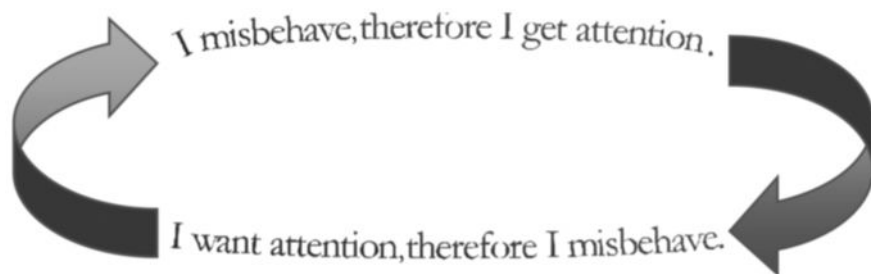 I misbehave,therefore I get attention.
I want attention,therefore I misbehave.